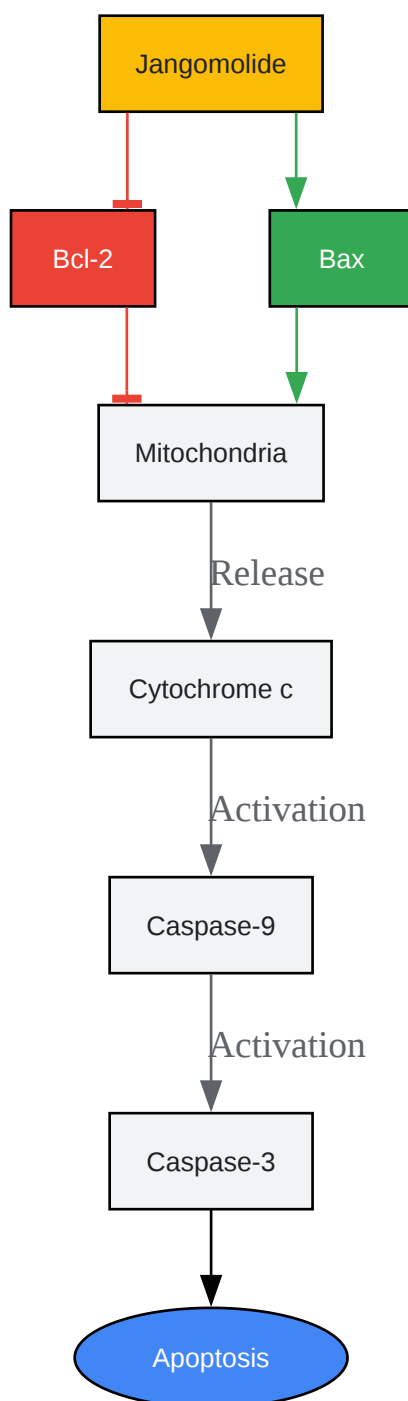 Jangomolide
Bcl-2
Bax
Mitochondria
Release
Cytochrome c
Activation
Caspase-9
Activation
Caspase-3
Apoptosis